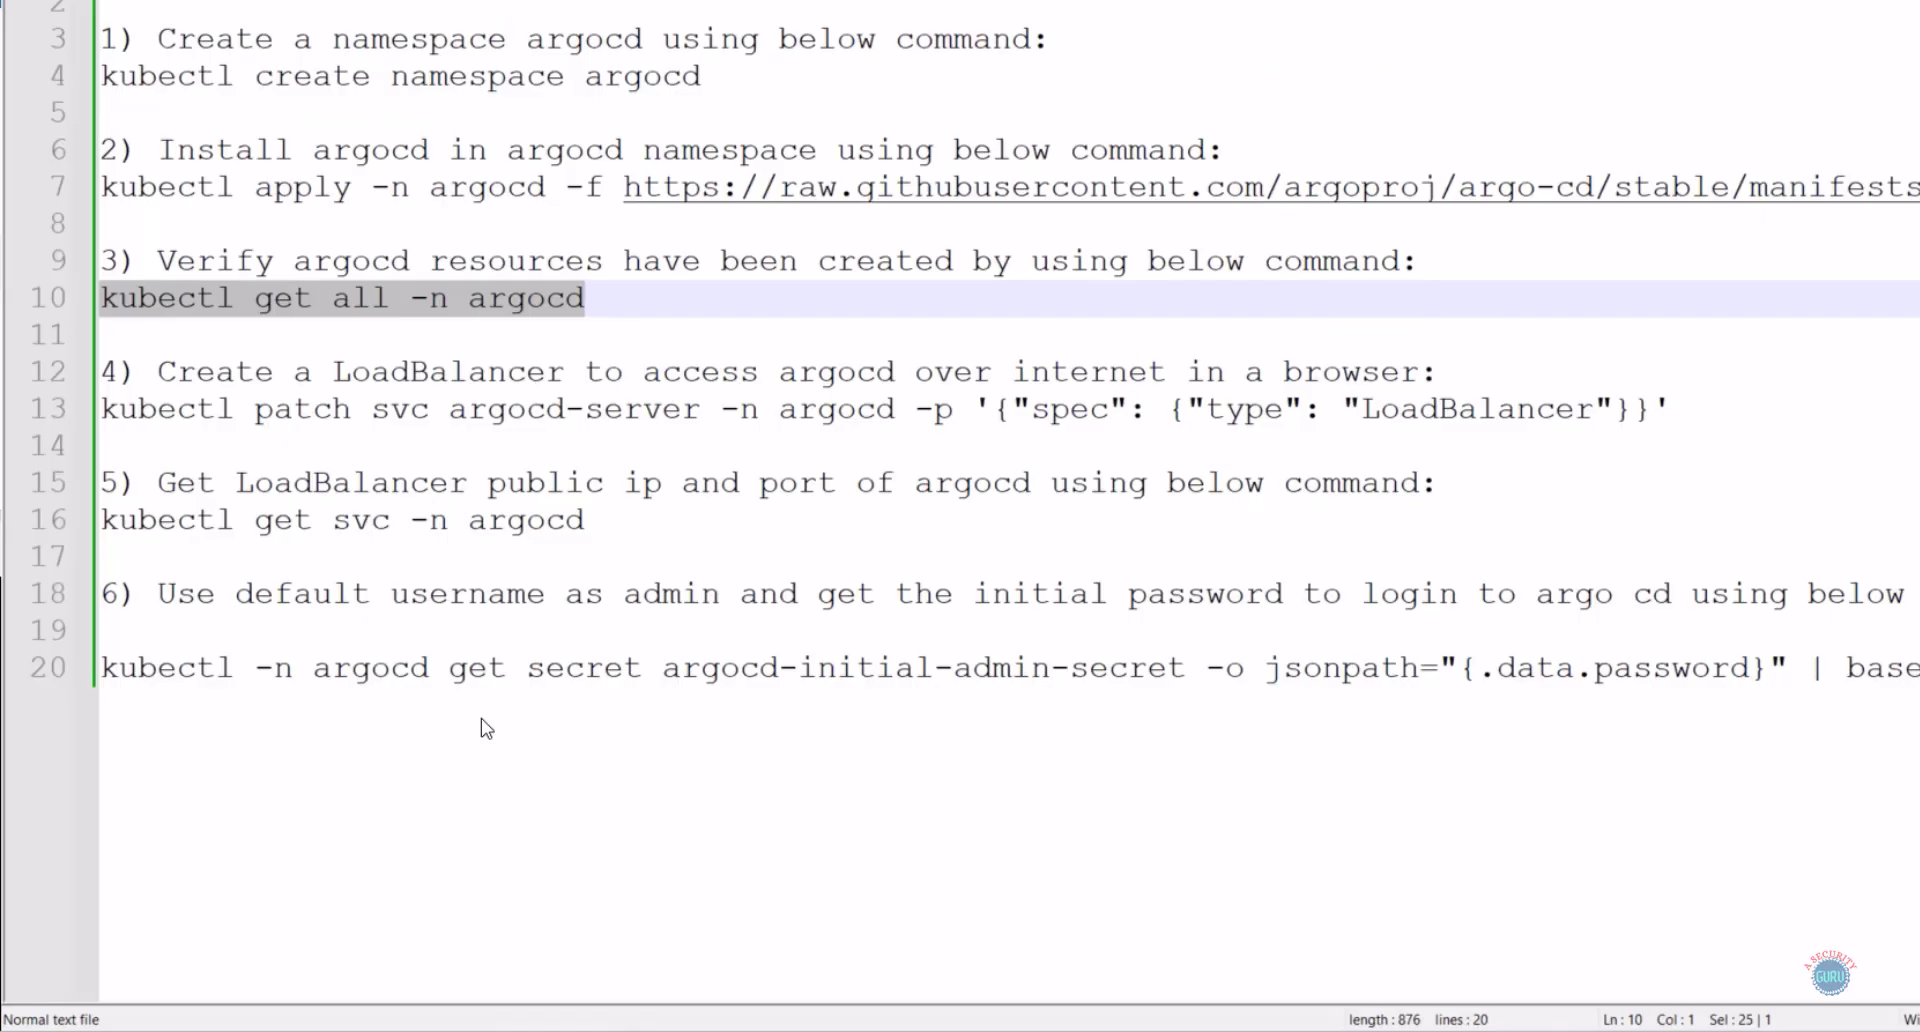 2
3 1) Create a namespace argocd using below command:
4 kubectl create namespace argocd
5
6 2) Install argocd in argocd namespace using below command:
7 kubectl apply -n argocd -f https://raw.githubusercontent.com/argoproj/argo-cd/stable/manifests
8
9 3) Verify argocd resources have been created by using below command:
10 kubectl get all -n argocd
11
12 4) Create a LoadBalancer to access argocd over internet in a browser:
13 kubectl patch svc argocd-server -n argocd -p '{"spec": {"type": "LoadBalancer"}}'
14
15 5) Get LoadBalancer public ip and port of argocd using below command:
16 kubectl get svc -n argocd
17
18 6) Use default username as admin and get the initial password to login to argo cd using below
19
20 kubectl -n argocd get secret argocd-initial-admin-secret -o jsonpath="{.data.password}" | base
A SECURITY
GURU
Normal text file length : 876 lines : 20 Ln : 10 Col : 1 Sel : 25 | 1 Wi